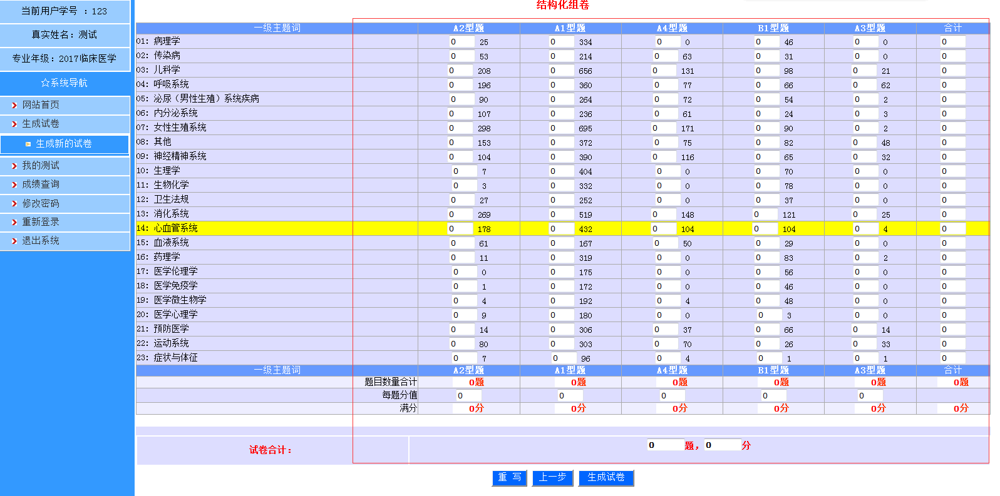 当前用户学号 ：123
真实姓名：测试
专业年级：2017临床医学
☆系统导航
网站首页
生成试卷
生成新的试卷
我的测试
成绩查询
修改密码
重新登录
退出系统
结构化组卷
一级主题词 A2型题 A1型题 A4型题 B1型题 A3型题 合计
01: 病理学 0 25 0 334 0 0 0 46 0 0 0
02: 传染病 0 53 0 214 0 63 0 31 0 0 0
03: 儿科学 0 208 0 656 0 131 0 98 0 21 0
04: 呼吸系统 0 196 0 360 0 77 0 66 0 62 0
05: 泌尿（男性生殖）系统疾病 0 90 0 264 0 72 0 54 0 2 0
06: 内分泌系统 0 107 0 236 0 61 0 24 0 3 0
07: 女性生殖系统 0 298 0 695 0 171 0 90 0 2 0
08: 其他 0 153 0 372 0 75 0 82 0 48 0
09: 神经精神系统 0 104 0 390 0 116 0 65 0 32 0
10: 生理学 0 7 0 404 0 0 0 70 0 0 0
11: 生物化学 0 3 0 332 0 0 0 78 0 0 0
12: 卫生法规 0 27 0 252 0 0 0 37 0 0 0
13: 消化系统 0 269 0 519 0 148 0 121 0 25 0
14: 心血管系统 0 178 0 432 0 104 0 104 0 4 0
15: 血液系统 0 61 0 167 0 50 0 29 0 0 0
16: 药理学 0 11 0 319 0 0 0 83 0 2 0
17: 医学伦理学 0 0 0 175 0 0 0 56 0 0 0
18: 医学免疫学 0 1 0 172 0 0 0 46 0 0 0
19: 医学微生物学 0 4 0 192 0 4 0 48 0 0 0
20: 医学心理学 0 9 0 180 0 0 0 3 0 0 0
21: 预防医学 0 14 0 306 0 37 0 66 0 14 0
22: 运动系统 0 80 0 303 0 70 0 26 0 33 0
23: 症状与体征 0 7 0 96 0 4 0 1 0 1 0
一级主题词 A2型题 A1型题 A4型题 B1型题 A3型题 合计
题目数量合计 0题 0题 0题 0题 0题 0题
每题分值 0 0 0 0 0
满分 0分 0分 0分 0分 0分 0分
试卷合计： 0 题，0 分
重 写 上一步 生成试卷